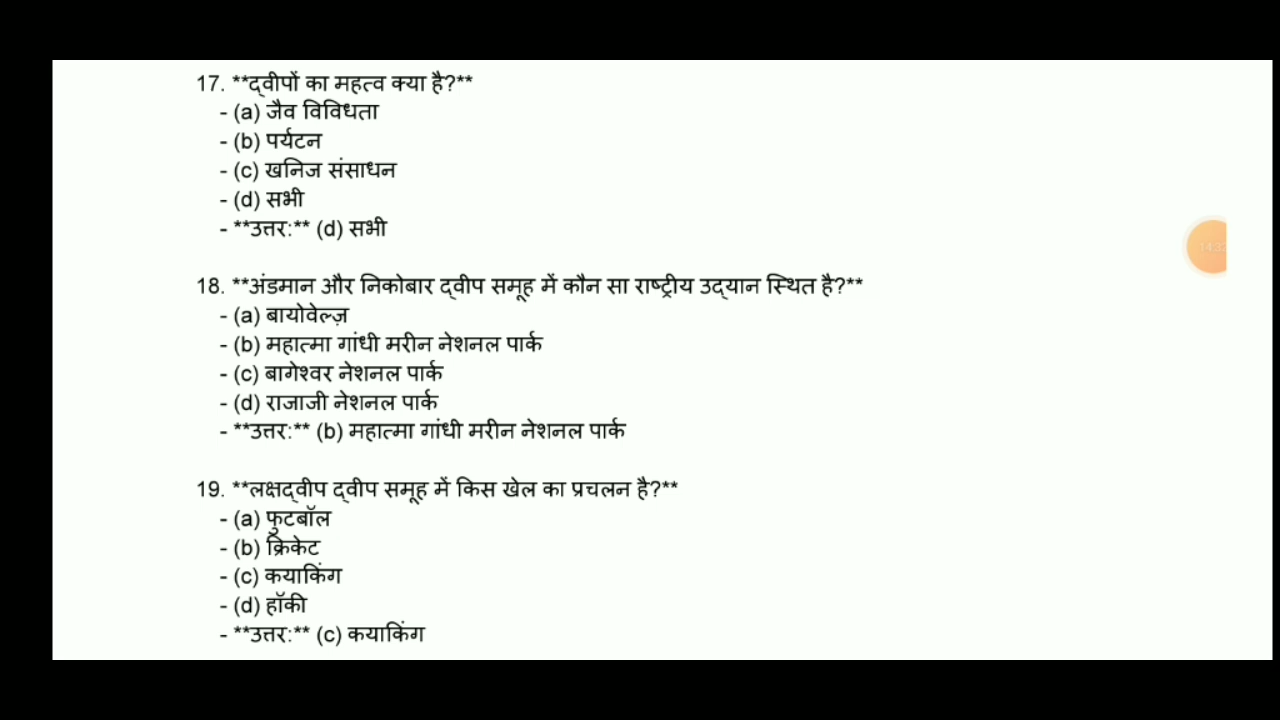 17. **द्वीपों का महत्व क्या है?**
- (a) जैव विविधता
- (b) पर्यटन
- (c) खनिज संसाधन
- (d) सभी
- **उत्तर:** (d) सभी
18. **अंडमान और निकोबार द्वीप समूह में कौन सा राष्ट्रीय उद्यान स्थित है?**
- (a) बायोवेल्ज़
- (b) महात्मा गांधी मरीन नेशनल पार्क
- (c) बागेश्वर नेशनल पार्क
- (d) राजाजी नेशनल पार्क
- **उत्तर:** (b) महात्मा गांधी मरीन नेशनल पार्क
19. **लक्षद्वीप द्वीप समूह में किस खेल का प्रचलन है?**
- (a) फुटबॉल
- (b) क्रिकेट
- (c) कयाकिंग
- (d) हॉकी
- **उत्तर:** (c) कयाकिंग